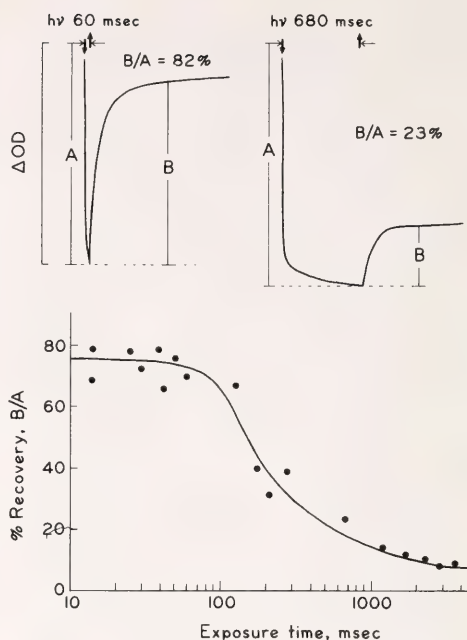 hν 60 msec
hν 680 msec
B/A = 82%
B/A = 23%
ΔOD
A
B
A
B
% Recovery, B/A
80
60
40
20
0
10
100
1000
Exposure time, msec